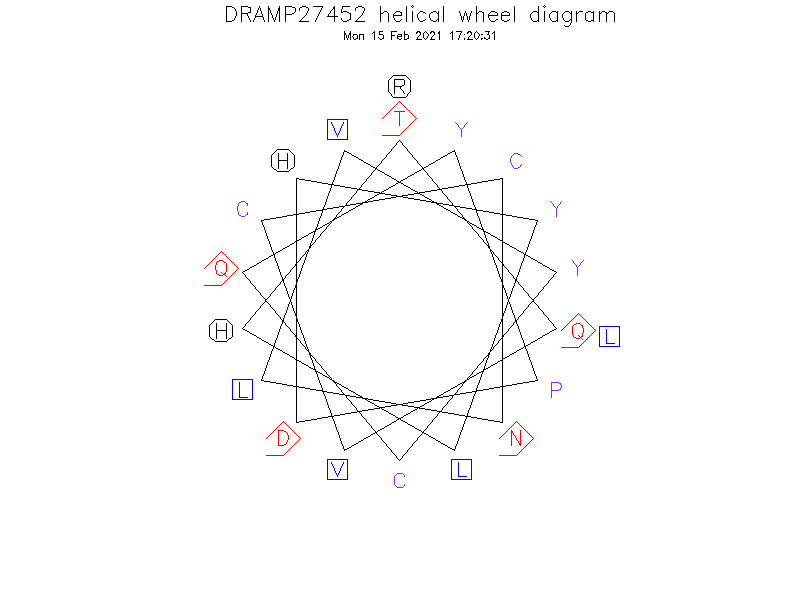 DRAMP27452 helical wheel diagram
Mon 15 Feb 2021 17:20:31
R
T
V Y
H C
C Y
Q Y
H Q L
L P
D N
V L
C